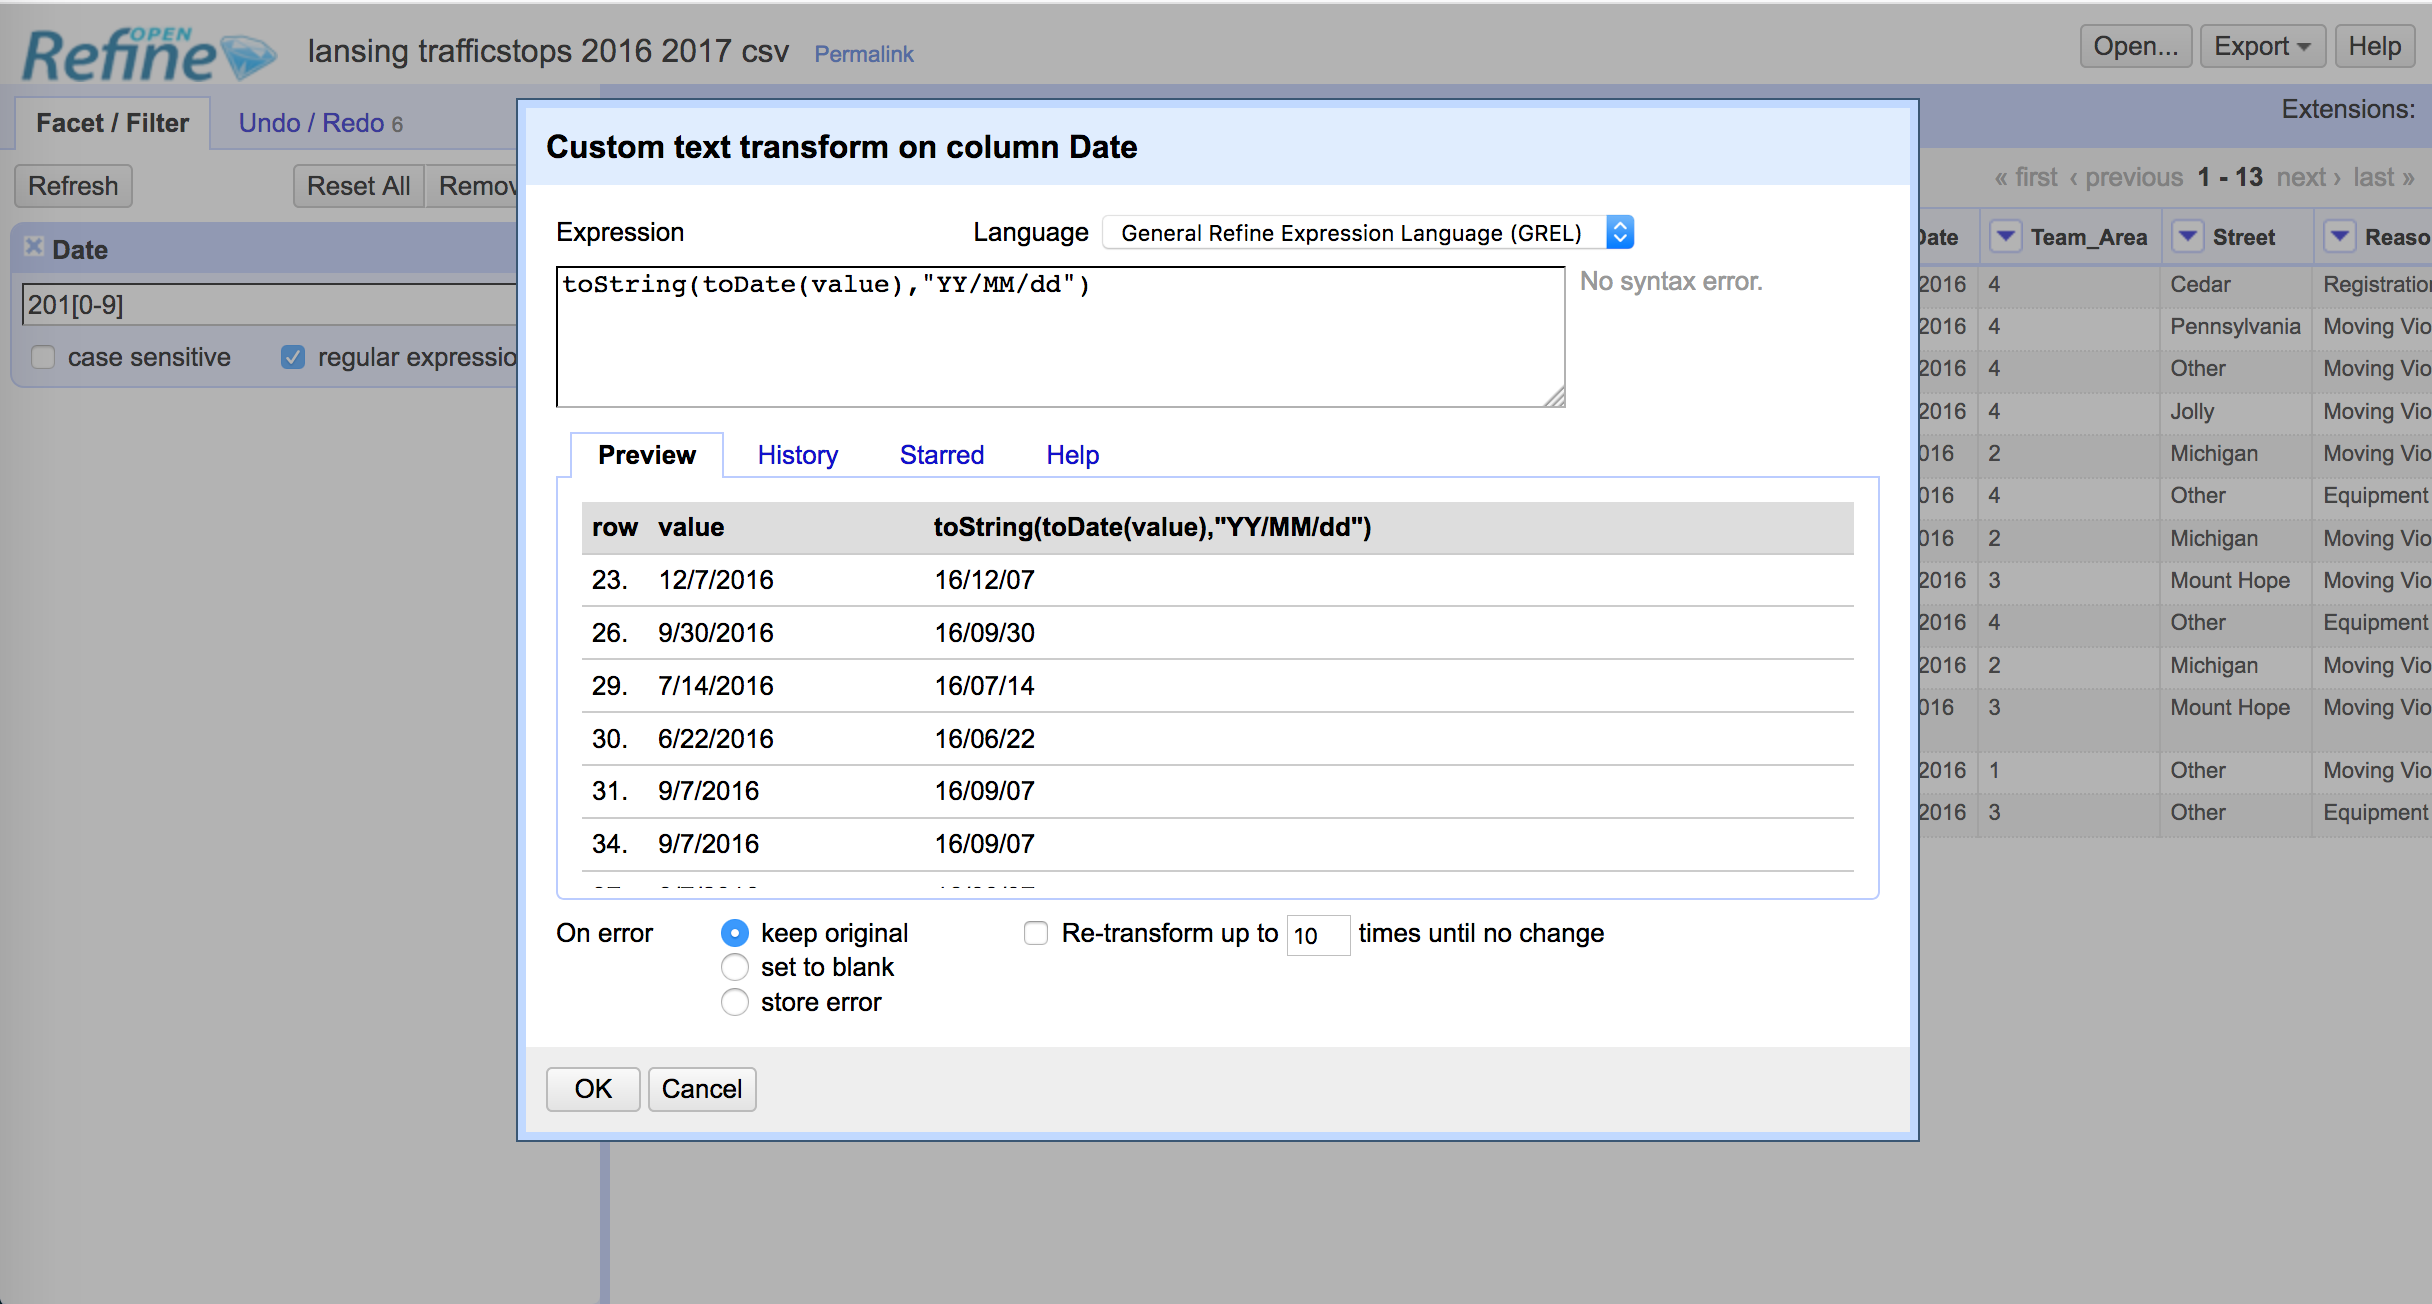 OPEN
Refine lansing trafficstops 2016 2017 csv Permalink Open... Export Help
Facet / Filter Undo / Redo 6 Extensions:
Refresh Reset All Remov « first ‹ previous 1 - 13 next › last »
Date
201[0-9]
case sensitive regular expressio
Custom text transform on column Date
Expression Language General Refine Expression Language (GREL)
toString(toDate(value),"YY/MM/dd") No syntax error.
Preview History Starred Help
row value toString(toDate(value),"YY/MM/dd")
23. 12/7/2016 16/12/07
26. 9/30/2016 16/09/30
29. 7/14/2016 16/07/14
30. 6/22/2016 16/06/22
31. 9/7/2016 16/09/07
34. 9/7/2016 16/09/07
On error keep original Re-transform up to 10 times until no change
set to blank
store error
OK Cancel
Date Team_Area Street Reaso
2016 4 Cedar Registration
2016 4 Pennsylvania Moving Vio
2016 4 Other Moving Vio
2016 4 Jolly Moving Vio
016 2 Michigan Moving Vio
016 4 Other Equipment
016 2 Michigan Moving Vio
2016 3 Mount Hope Moving Vio
2016 4 Other Equipment
2016 2 Michigan Moving Vio
016 3 Mount Hope Moving Vio
2016 1 Other Moving Vio
2016 3 Other Equipment